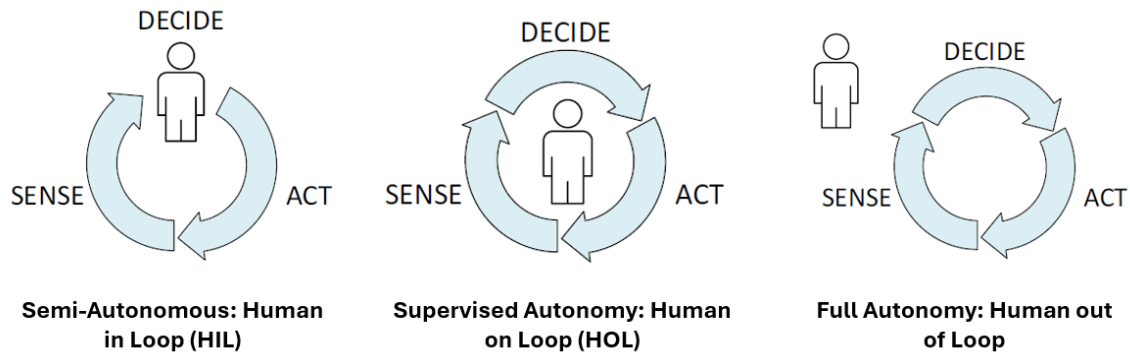 DECIDE
SENSE
ACT
Semi-Autonomous: Human
in Loop (HIL)
DECIDE
SENSE
ACT
Supervised Autonomy: Human
on Loop (HOL)
DECIDE
SENSE
ACT
Full Autonomy: Human out
of Loop